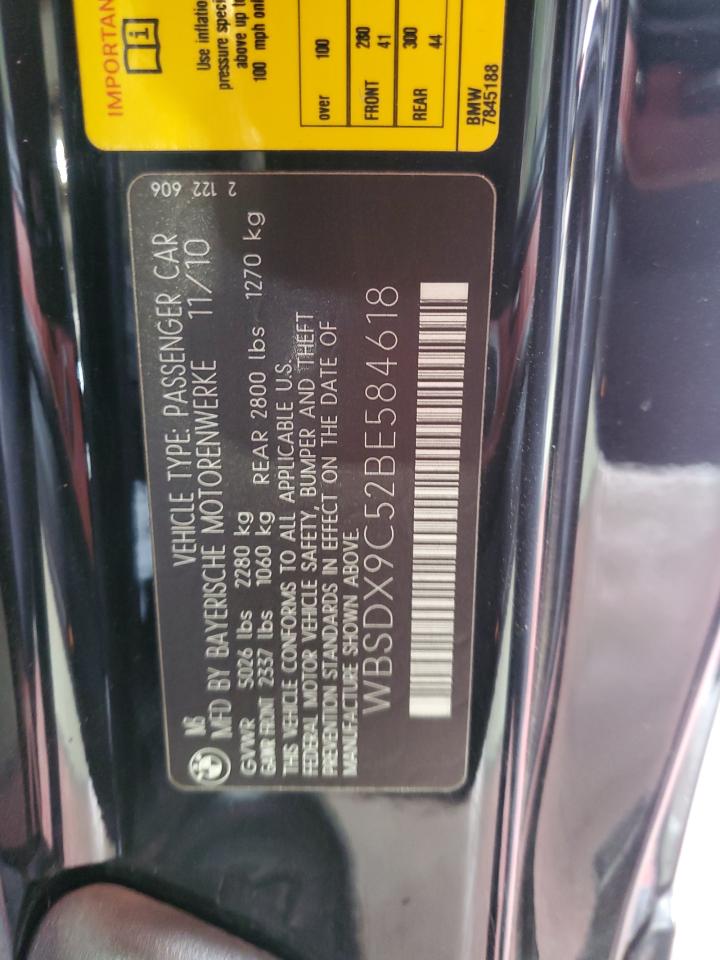 IMPORTAN
Use inflatio
pressure speci
above up to
100 mph onl
over 100
FRONT 280
41
REAR 300
44
BMW
7845188
2 122 606
M3 VEHICLE TYPE: PASSENGER CAR
MFD BY BAYERISCHE MOTORENWERKE 11/10
GVWR 5026 lbs 2280 kg
GAWR FRONT 2337 lbs 1060 kg REAR 2800 lbs 1270 kg
THIS VEHICLE CONFORMS TO ALL APPLICABLE U.S.
FEDERAL MOTOR VEHICLE SAFETY, BUMPER AND THEFT
PREVENTION STANDARDS IN EFFECT ON THE DATE OF
MANUFACTURE SHOWN ABOVE.
WBSDX9C52BE584618